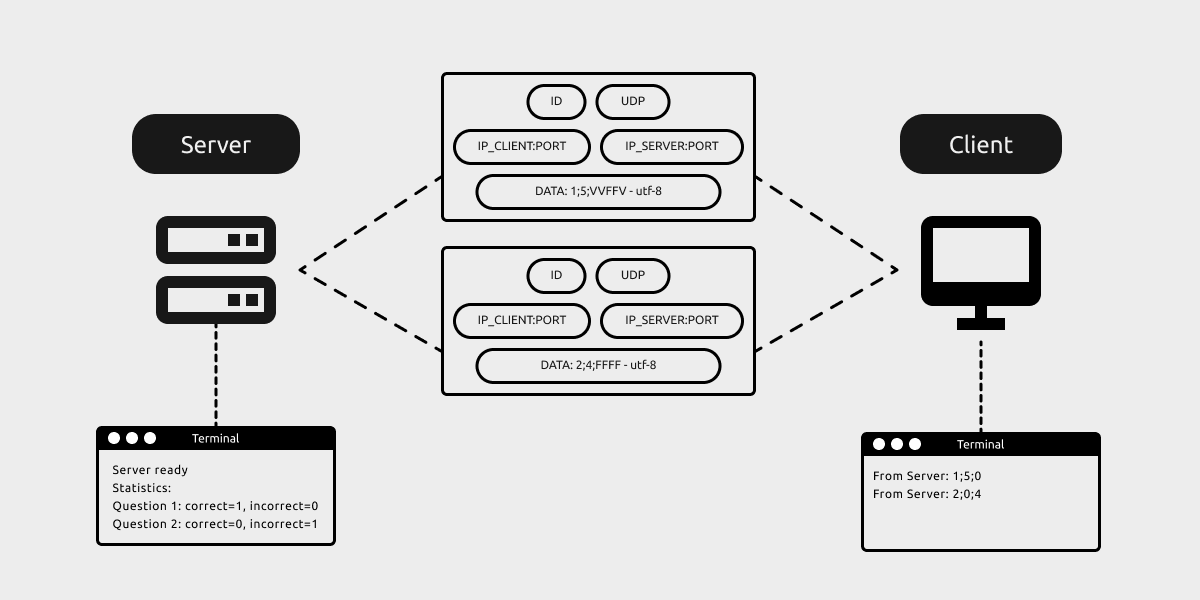 ID UDP
Server
IP_CLIENT:PORT IP_SERVER:PORT
Client
DATA: 1;5;VVFFV - utf-8
ID UDP
IP_CLIENT:PORT IP_SERVER:PORT
DATA: 2;4;FFFF - utf-8
Terminal
Server ready
Statistics:
Question 1: correct=1, incorrect=0
Question 2: correct=0, incorrect=1
Terminal
From Server: 1;5;0
From Server: 2;0;4